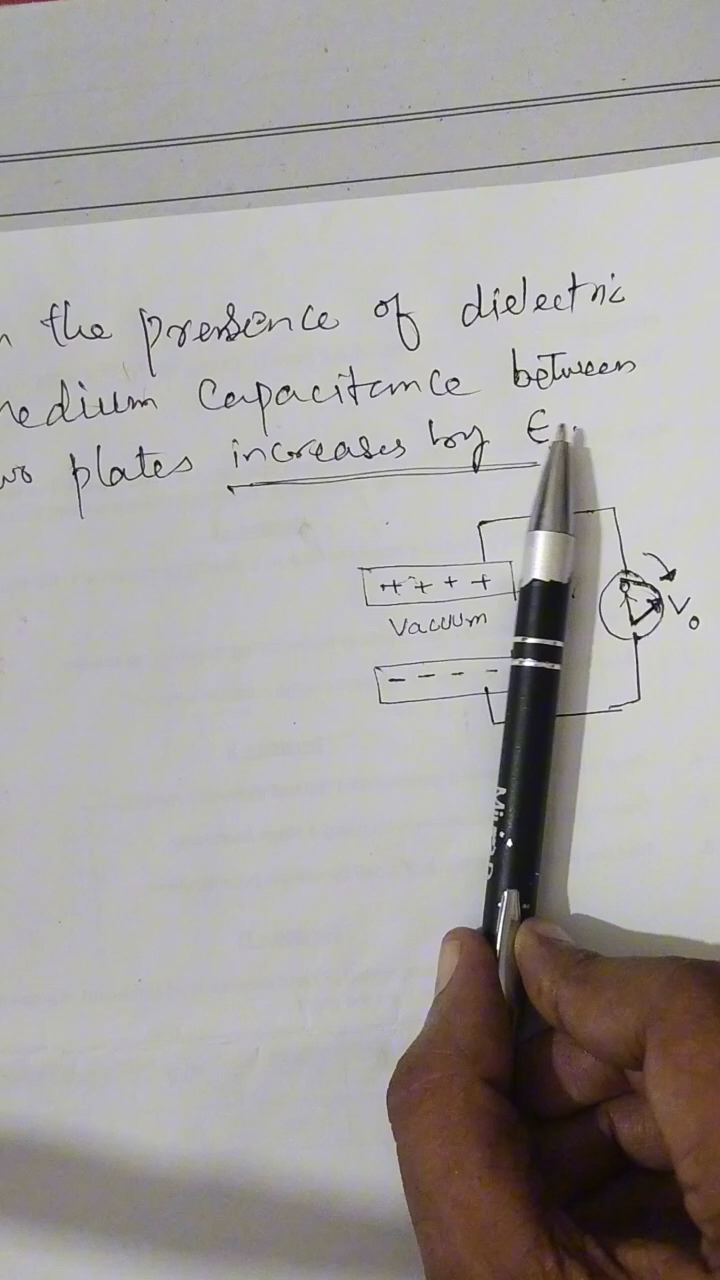 the presence of dielectric
medium capacitance between
plates increases by ε
+ + + +
Vacuum
- - - -
V₀